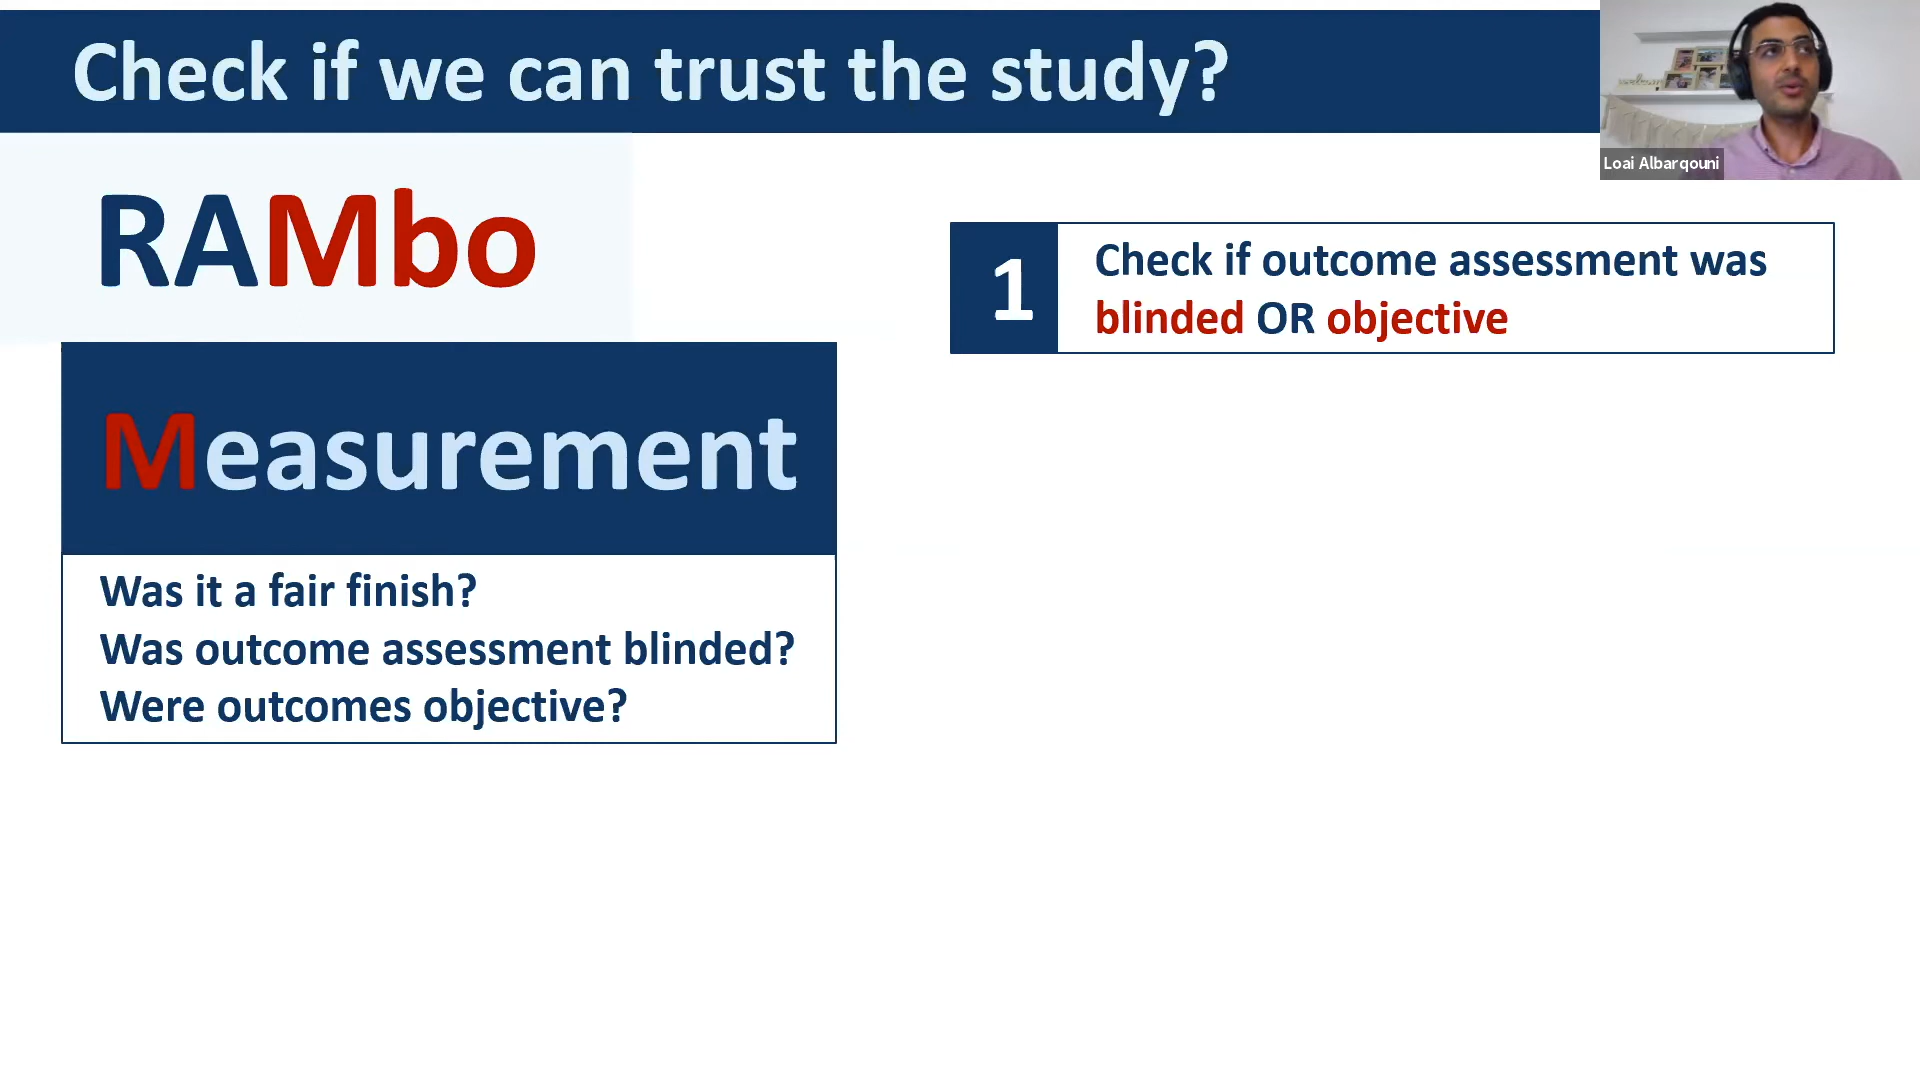 Check if we can trust the study?
Loai Albarqouni
RAMbo
1
Check if outcome assessment was
blinded OR objective
Measurement
Was it a fair finish?
Was outcome assessment blinded?
Were outcomes objective?